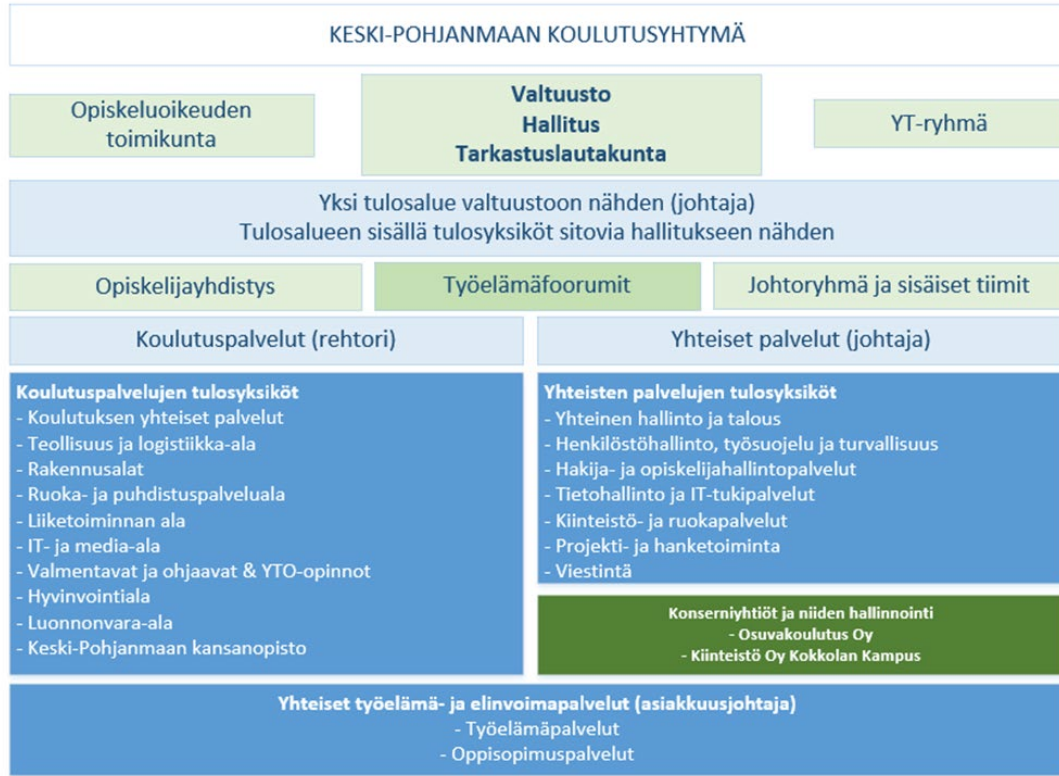 KESKI-POHJANMAAN KOULUTUSYHTYMÄ
Opiskeluoikeuden
toimikunta
Valtuusto
Hallitus
Tarkastuslautakunta
YT-ryhmä
Yksi tulosalue valtuustoon nähden (johtaja)
Tulosalueen sisällä tulosyksiköt sitovia hallitukseen nähden
Opiskelijayhdistys
Työelämäfoorumit
Johtoryhmä ja sisäiset tiimit
Koulutuspalvelut (rehtori)
Koulutuspalvelujen tulosyksiköt
- Koulutuksen yhteiset palvelut
- Teollisuus ja logistiikka-ala
- Rakennusalat
- Ruoka- ja puhdistuspalveluala
- Liiketoiminnan ala
- IT- ja media-ala
- Valmentavat ja ohjaavat & YTO-opinnot
- Hyvinvointiala
- Luonnonvara-ala
- Keski-Pohjanmaan kansanopisto
Yhteiset palvelut (johtaja)
Yhteisten palvelujen tulosyksiköt
- Yhteinen hallinto ja talous
- Henkilöstöhallinto, työsuojelu ja turvallisuus
- Hakija- ja opiskelijahallintopalvelut
- Tietohallinto ja IT-tukipalvelut
- Kiinteistö- ja ruokapalvelut
- Projekti- ja hanketoiminta
- Viestintä
Konserniyhtiöt ja niiden hallinnointi
- Osuvakoulutus Oy
- Kiinteistö Oy Kokkolan Kampus
Yhteiset työelämä- ja elinvoimapalvelut (asiakkuusjohtaja)
- Työelämäpalvelut
- Oppisopimuspalvelut